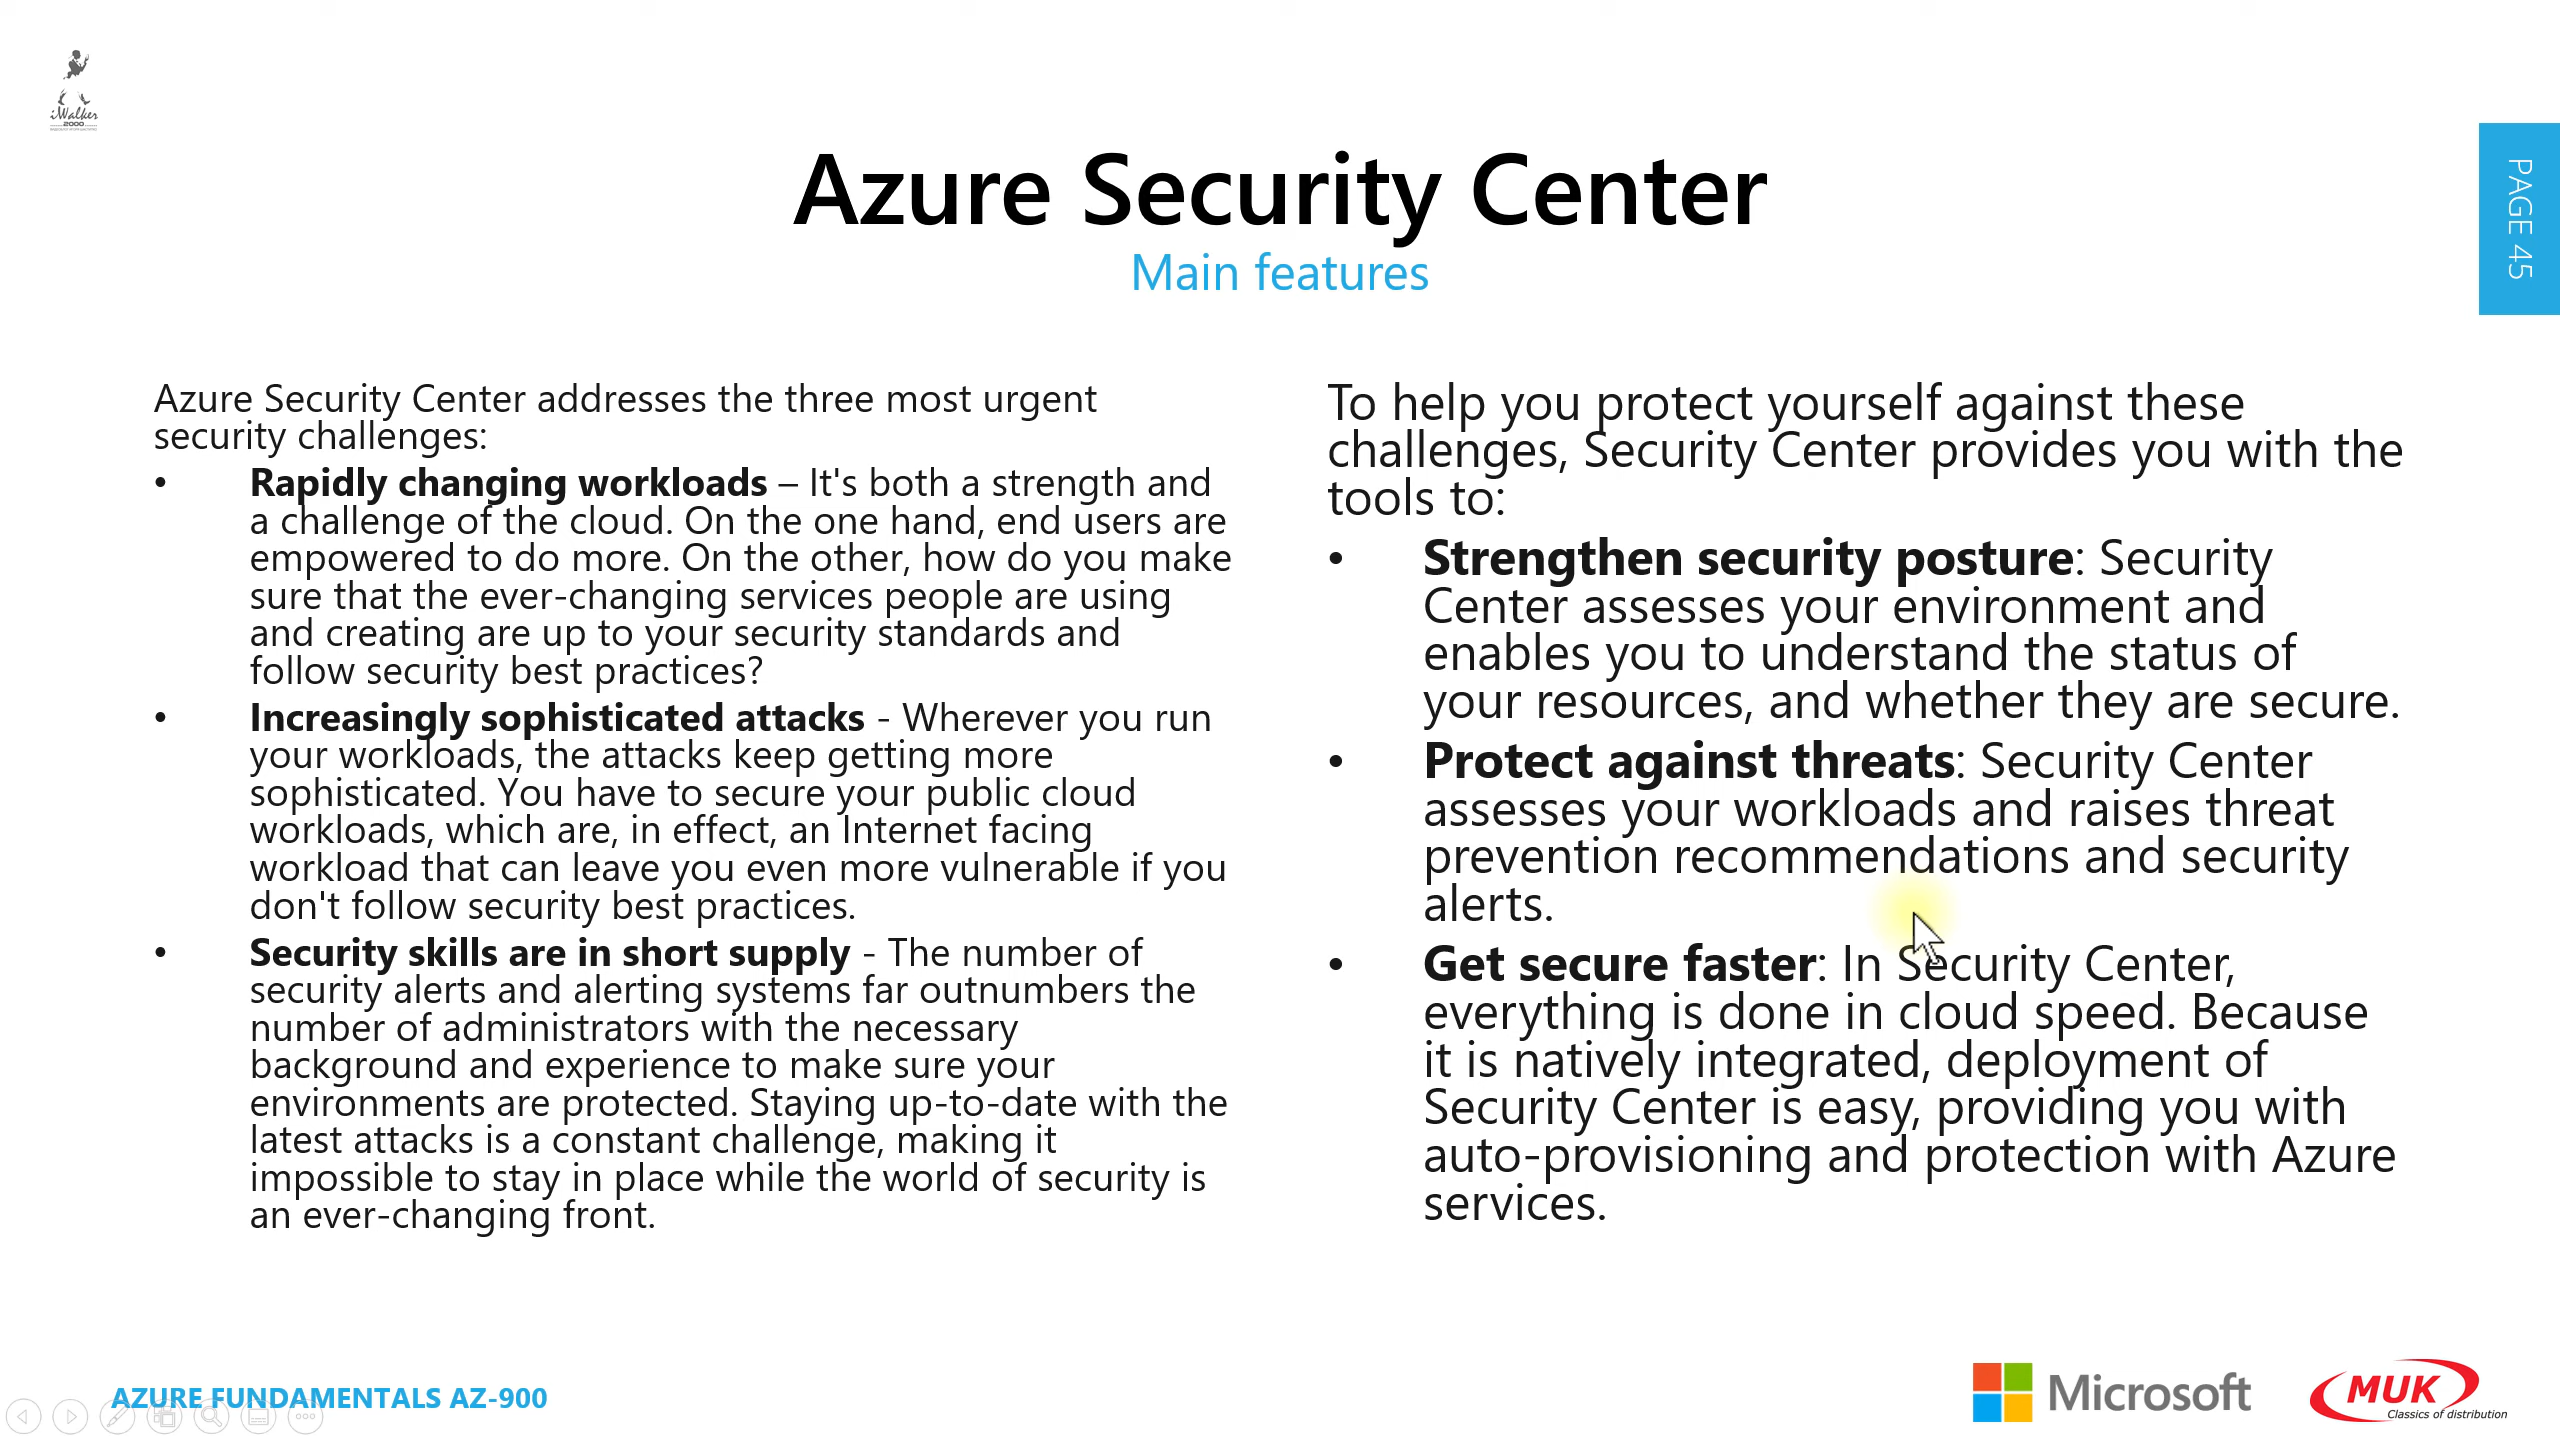 iWalker
2000
Azure Security Center
Main features
PAGE 45
Azure Security Center addresses the three most urgent
security challenges:
• Rapidly changing workloads – It's both a strength and
a challenge of the cloud. On the one hand, end users are
empowered to do more. On the other, how do you make
sure that the ever-changing services people are using
and creating are up to your security standards and
follow security best practices?
• Increasingly sophisticated attacks - Wherever you run
your workloads, the attacks keep getting more
sophisticated. You have to secure your public cloud
workloads, which are, in effect, an Internet facing
workload that can leave you even more vulnerable if you
don't follow security best practices.
• Security skills are in short supply - The number of
security alerts and alerting systems far outnumbers the
number of administrators with the necessary
background and experience to make sure your
environments are protected. Staying up-to-date with the
latest attacks is a constant challenge, making it
impossible to stay in place while the world of security is
an ever-changing front.
To help you protect yourself against these
challenges, Security Center provides you with the
tools to:
• Strengthen security posture: Security
Center assesses your environment and
enables you to understand the status of
your resources, and whether they are secure.
• Protect against threats: Security Center
assesses your workloads and raises threat
prevention recommendations and security
alerts.
• Get secure faster: In Security Center,
everything is done in cloud speed. Because
it is natively integrated, deployment of
Security Center is easy, providing you with
auto-provisioning and protection with Azure
services.
AZURE FUNDAMENTALS AZ-900
Microsoft
MUK
Classics of distribution